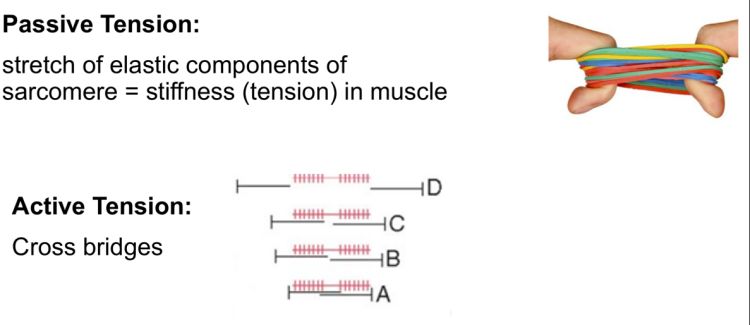 Passive Tension:
stretch of elastic components of
sarcomere = stiffness (tension) in muscle
D
Active Tension:
C
Cross bridges
B
A